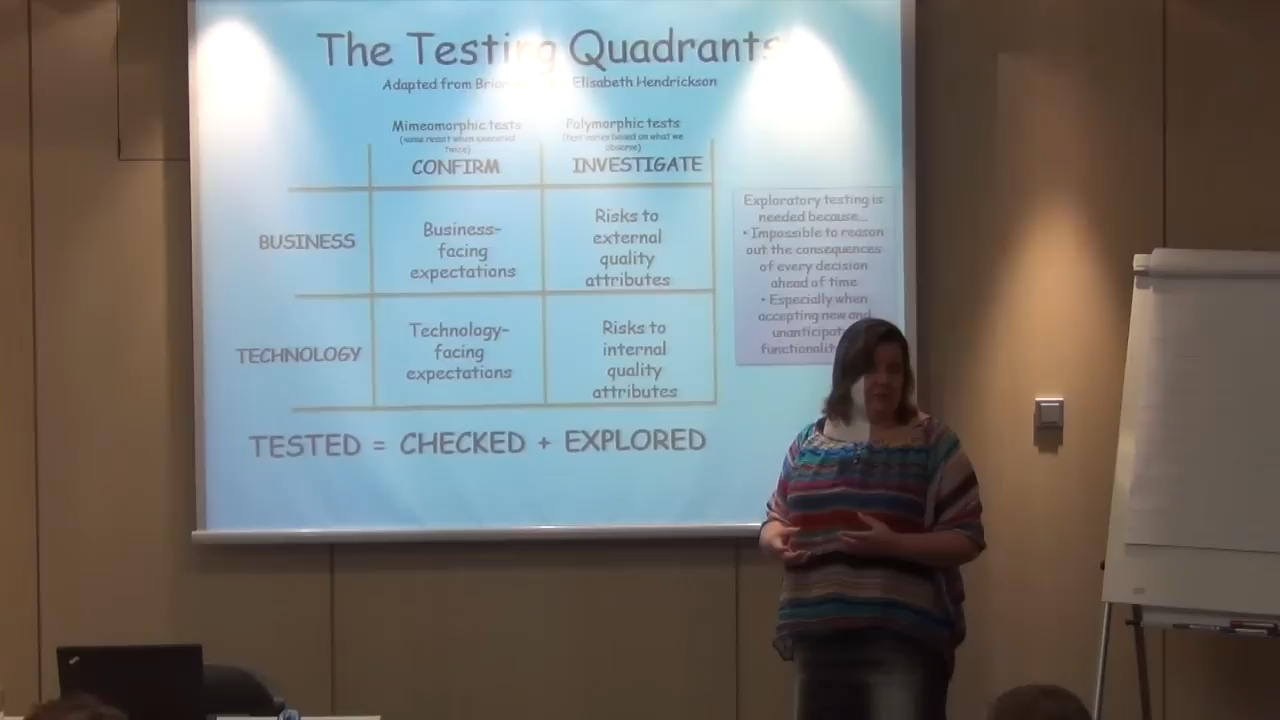 The Testing Quadrants
Adapted from Brian Elisabeth Hendrickson
Mimeomorphic tests
(same result when executed
twice)
CONFIRM
Polymorphic tests
(test varies based on what we
observe)
INVESTIGATE
BUSINESS
Business-
facing
expectations
Risks to
external
quality
attributes
TECHNOLOGY
Technology-
facing
expectations
Risks to
internal
quality
attributes
TESTED = CHECKED + EXPLORED
Exploratory testing is
needed because...
• Impossible to reason
out the consequences
of every decision
ahead of time
• Especially when
accepting new and